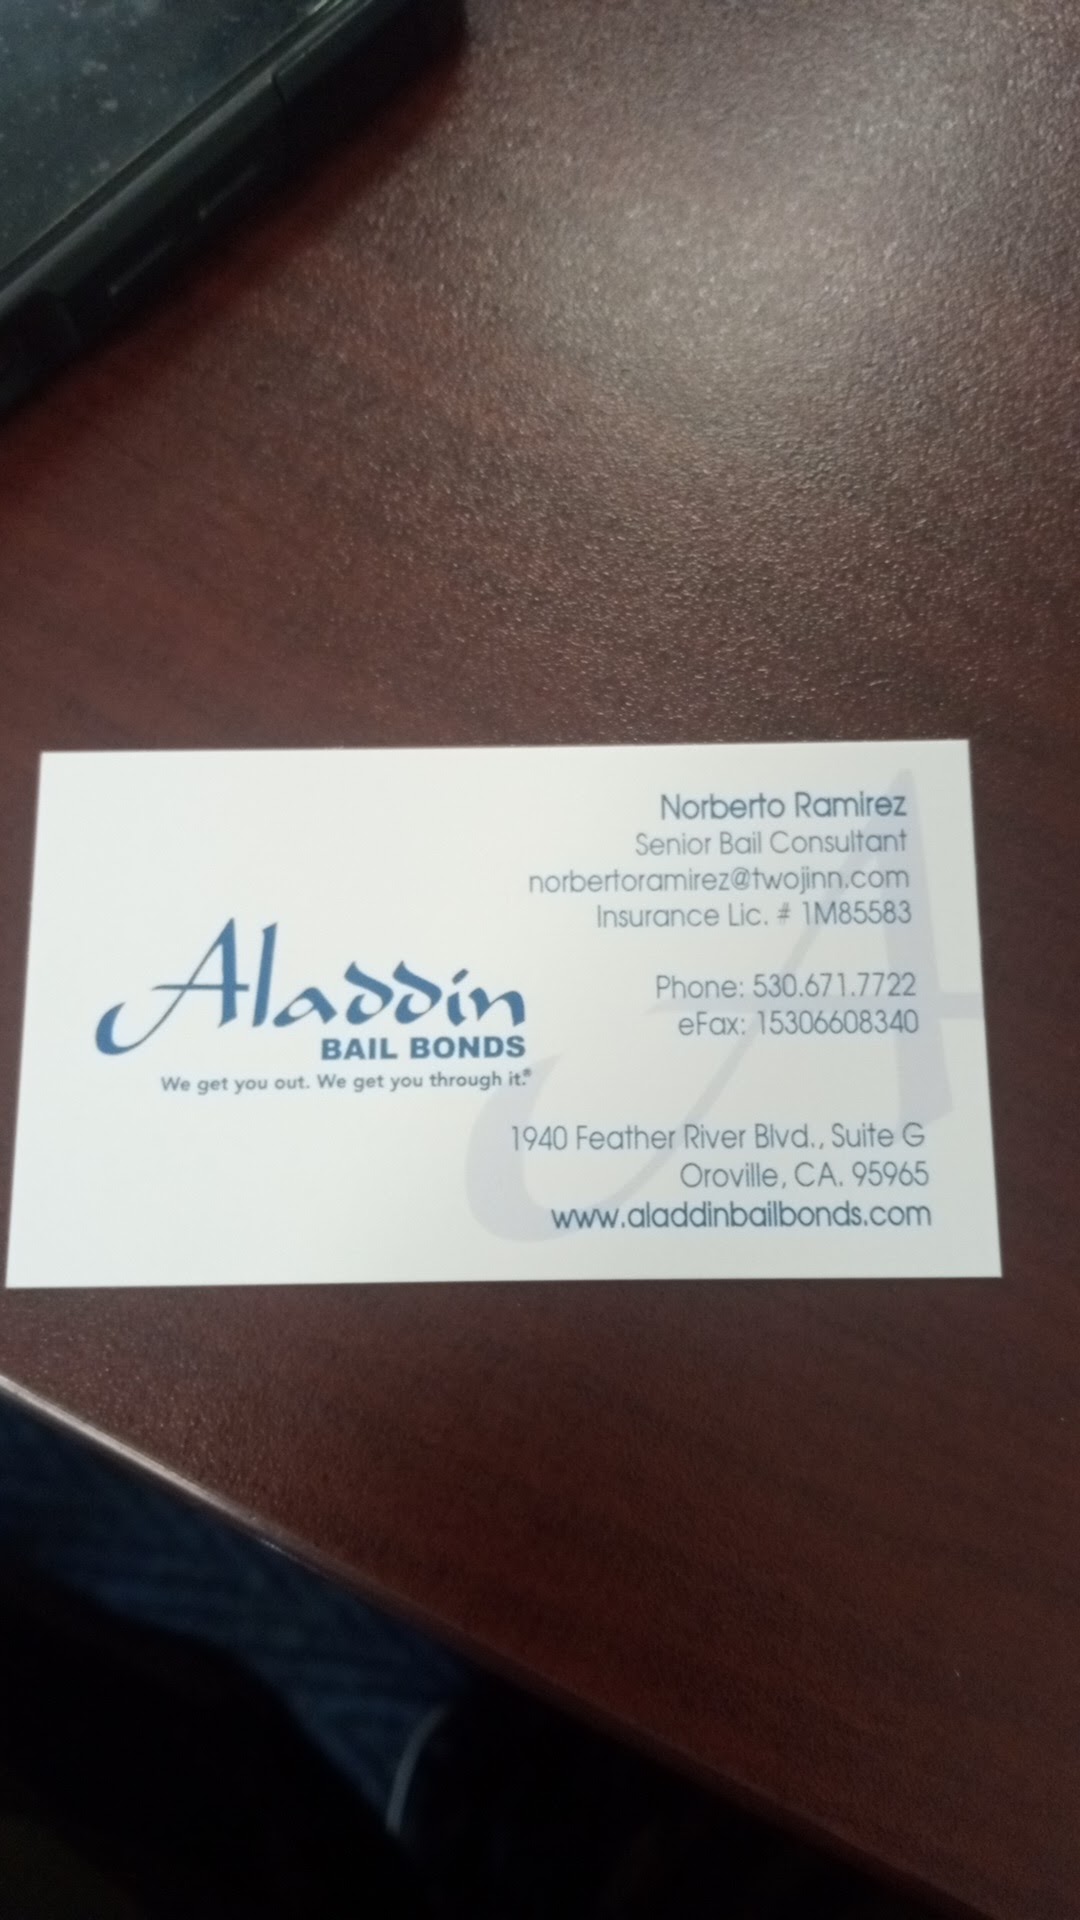 Aladdin
BAIL BONDS
We get you out. We get you through it.®
Norberto Ramirez
Senior Bail Consultant
norbertoramirez@twojinn.com
Insurance Lic. # 1M85583
Phone: 530.671.7722
eFax: 15306608340
1940 Feather River Blvd., Suite G
Oroville, CA. 95965
www.aladdinbailbonds.com